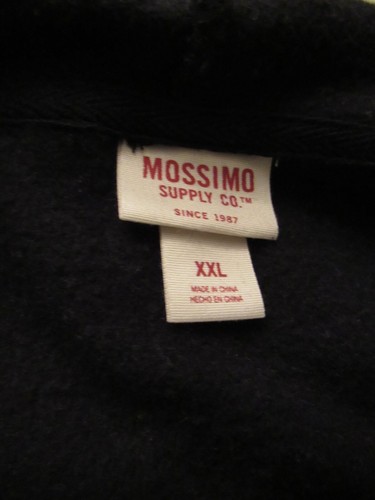 MOSSIMO
SUPPLY CO.™
SINCE 1987
XXL
MADE IN CHINA
HECHO EN CHINA